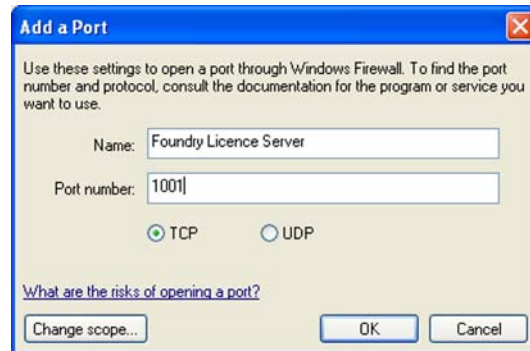 Add a Port
Use these settings to open a port through Windows Firewall. To find the port
number and protocol, consult the documentation for the program or service you
want to use.
Name: Foundry Licence Server
Port number: 1001
TCP UDP
What are the risks of opening a port?
Change scope... OK Cancel